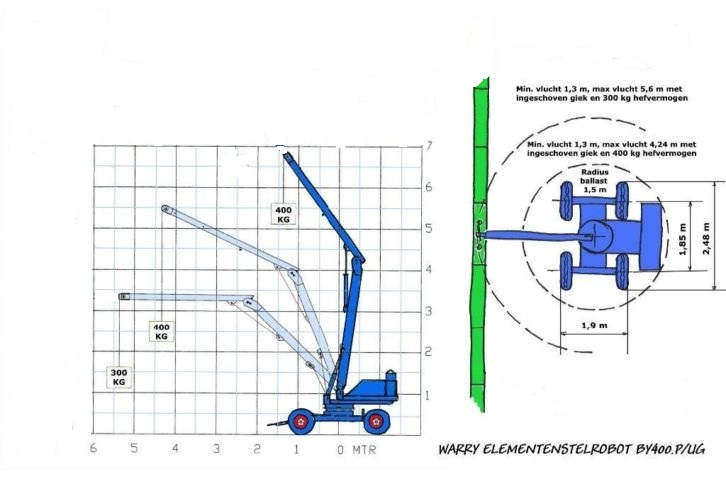 Min. vlucht 1,3 m, max vlucht 5,6 m met
ingeschoven giek en 300 kg hefvermogen
Min. vlucht 1,3 m, max vlucht 4,24 m met
ingeschoven giek en 400 kg hefvermogen
Radius
ballast
1,5 m
1,85 m
2,48 m
1,9 m
7
6
5
4
3
2
1
400
KG
400
KG
300
KG
6 5 4 3 2 1 0 MTR
WARRY ELEMENTENSTELROBOT BY400.P/UG